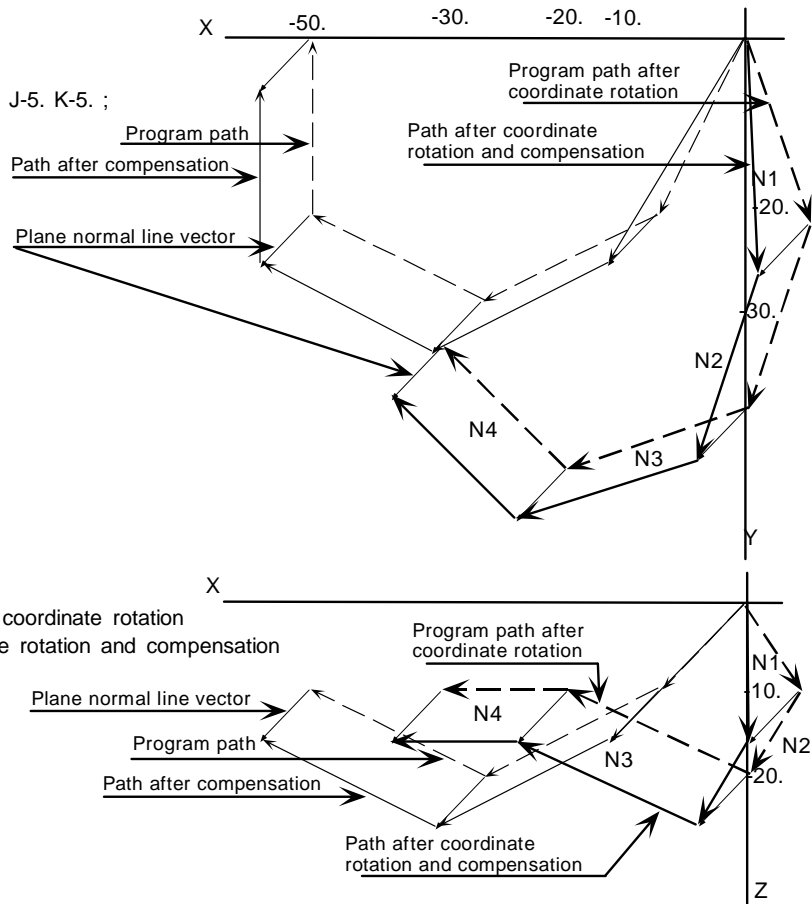 X -50. -30. -20. -10.
J-5. K-5. ;
Program path after
coordinate rotation
Program path
Path after coordinate
rotation and compensation
Path after compensation
N1
-20.
Plane normal line vector
-30.
N2
N4
N3
Y
X
coordinate rotation
e rotation and compensation
Program path after
coordinate rotation
N1
-10.
Plane normal line vector
N4
N2
Program path
N3
-20.
Path after compensation
Path after coordinate
rotation and compensation
Z